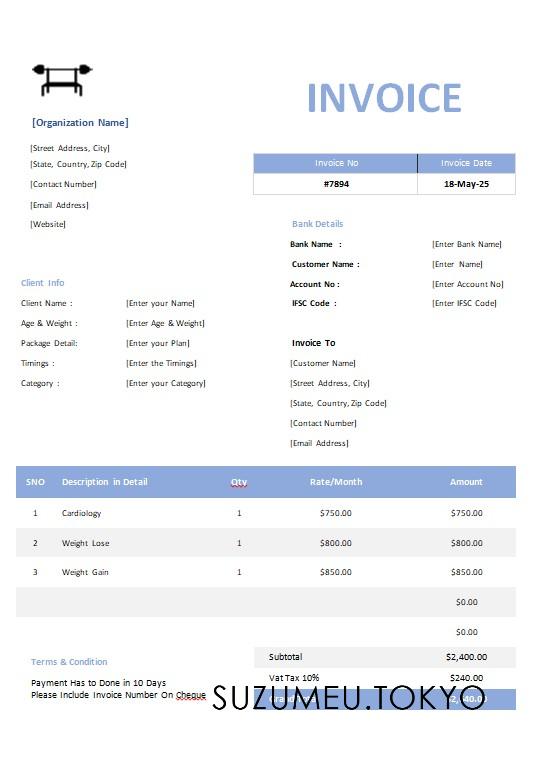 INVOICE
[Organization Name]
[Street Address, City]
[State, Country, Zip Code]
[Contact Number]
[Email Address]
[Website]
Invoice No Invoice Date
#7894 18-May-25
Bank Details
Bank Name : [Enter Bank Name]
Customer Name : [Enter Name]
Account No : [Enter Account No]
IFSC Code : [Enter IFSC Code]
Client Info
Client Name : [Enter your Name]
Age & Weight : [Enter Age & Weight]
Package Detail: [Enter your Plan]
Timings : [Enter the Timings]
Category : [Enter your Category]
Invoice To
[Customer Name]
[Street Address, City]
[State, Country, Zip Code]
[Contact Number]
[Email Address]
SNO Description in Detail Qty Rate/Month Amount
1 Cardiology 1 $750.00 $750.00
2 Weight Lose 1 $800.00 $800.00
3 Weight Gain 1 $850.00 $850.00
$0.00
$0.00
Subtotal $2,400.00
Vat Tax 10% $240.00
Terms & Condition
Payment Has to Done in 10 Days
Please Include Invoice Number On Cheque
SUZUMEU.TOKYO